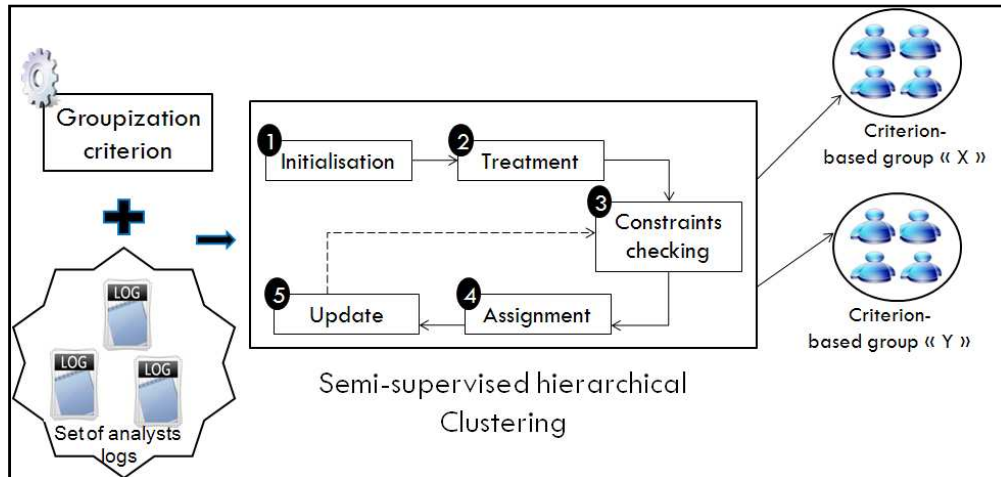 Groupization
criterion
LOG
LOG
LOG
Set of analysts
logs
1
Initialisation
2
Treatment
3
Constraints
checking
4
Assignment
5
Update
Semi-supervised hierarchical
Clustering
Criterion-
based group « X »
Criterion-
based group « Y »